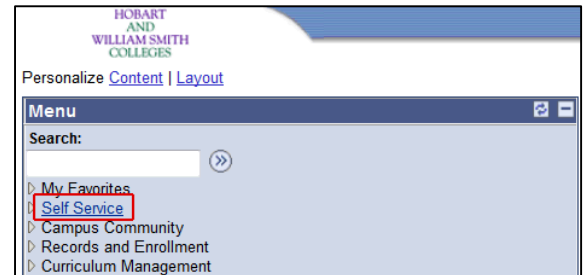 HOBART
AND
WILLIAM SMITH
COLLEGES
Personalize Content | Layout
Menu
Search:
My Favorites
Self Service
Campus Community
Records and Enrollment
Curriculum Management